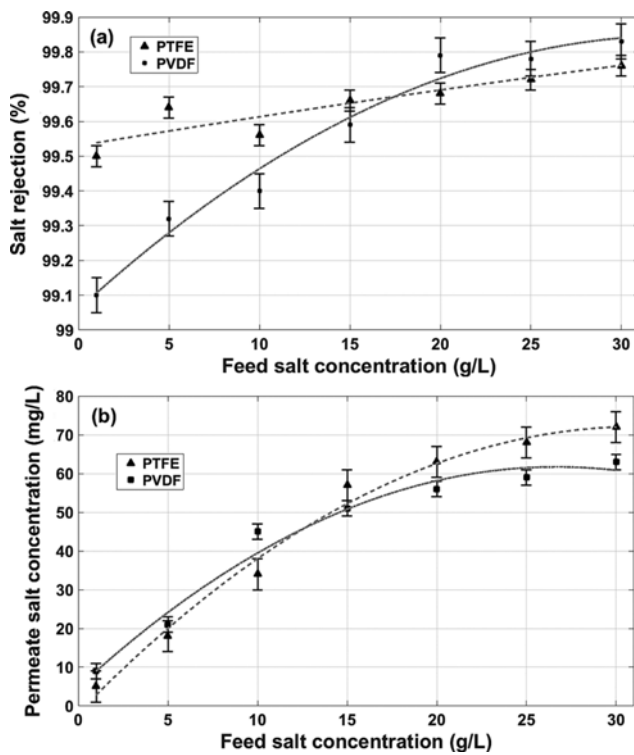 (a)
PTFE
PVDF
Salt rejection (%)
99.9
99.8
99.7
99.6
99.5
99.4
99.3
99.2
99.1
99
0 5 10 15 20 25 30
Feed salt concentration (g/L)
(b)
PTFE
PVDF
Permeate salt concentration (mg/L)
80
70
60
50
40
30
20
10
0
0 5 10 15 20 25 30
Feed salt concentration (g/L)